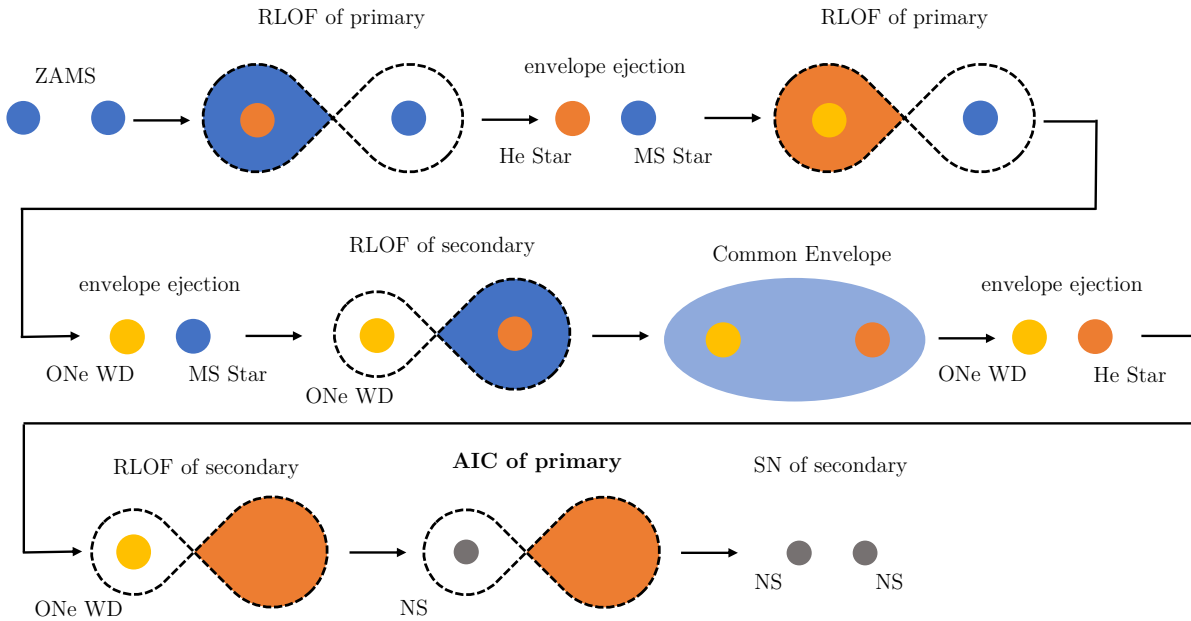 RLOF of primary
RLOF of primary
ZAMS
envelope ejection
He Star
MS Star
RLOF of secondary
Common Envelope
envelope ejection
envelope ejection
ONe WD
MS Star
ONe WD
ONe WD
He Star
RLOF of secondary
AIC of primary
SN of secondary
ONe WD
NS
NS
NS